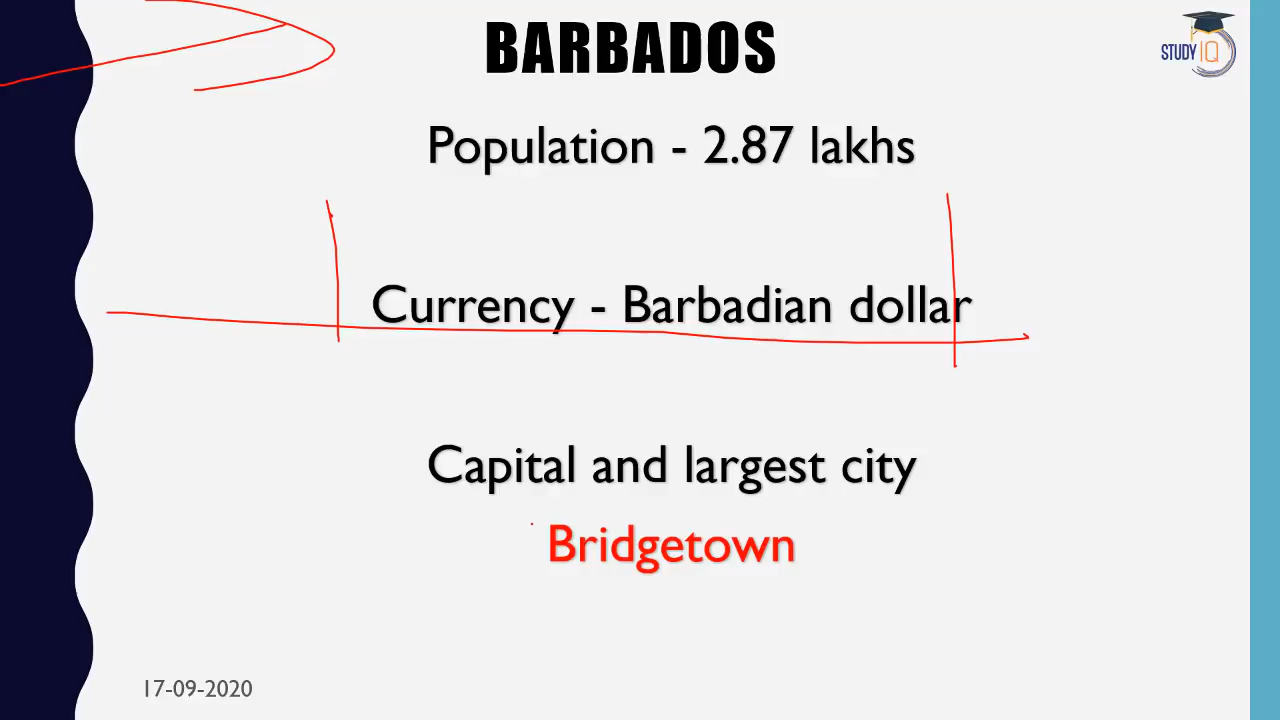 BARBADOS
STUDY IQ
Population - 2.87 lakhs
Currency - Barbadian dollar
Capital and largest city
Bridgetown
17-09-2020